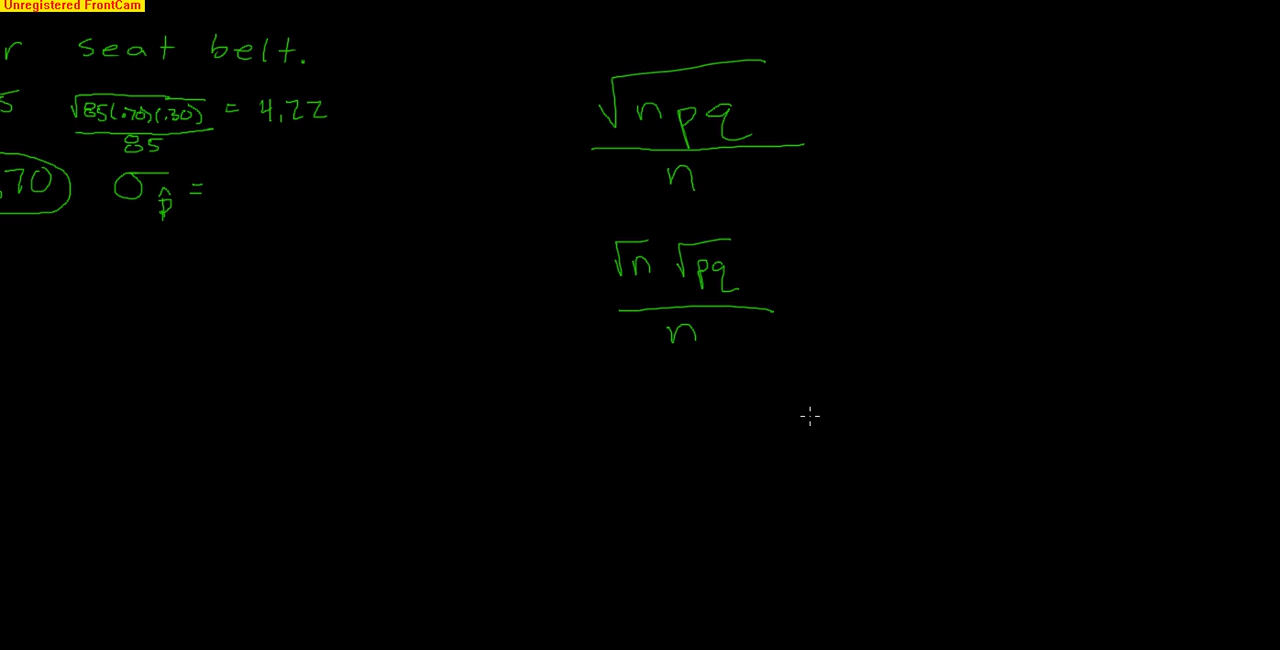 Unregistered FrontCam
r seat belt.
5 √85(.70)(.30) = 4.22
85
.70 σp̂ =
√npq
n
√n √pq
n